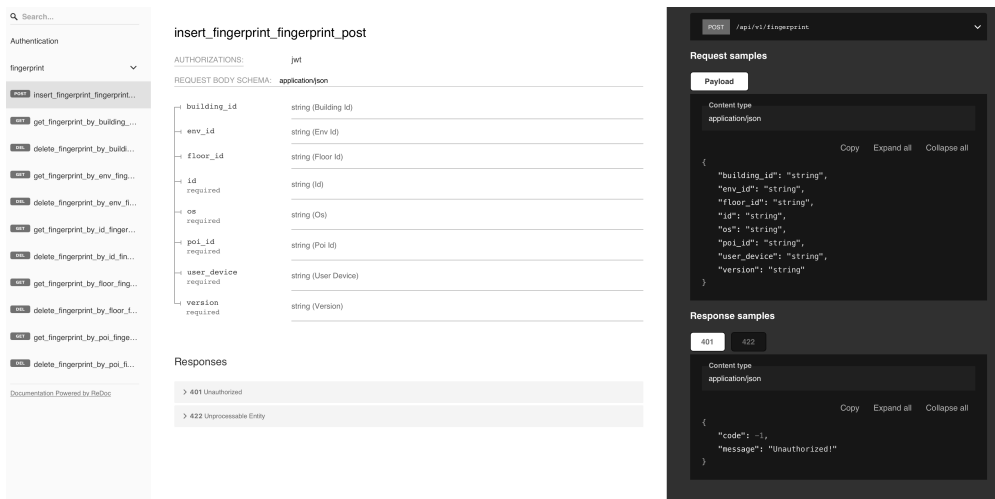 Search...
Authentication
fingerprint
POST insert_fingerprint_fingerprint...
GET get_fingerprint_by_building_...
DEL delete_fingerprint_by_buildi...
GET get_fingerprint_by_env_fing...
DEL delete_fingerprint_by_env_fi...
GET get_fingerprint_by_id_finger...
DEL delete_fingerprint_by_id_fin...
GET get_fingerprint_by_floor_fing...
DEL delete_fingerprint_by_floor_f...
GET get_fingerprint_by_poi_finge...
DEL delete_fingerprint_by_poi_fi...
Documentation Powered by ReDoc
insert_fingerprint_fingerprint_post
AUTHORIZATIONS: jwt
REQUEST BODY SCHEMA: application/json
building_id string (Building Id)
env_id string (Env Id)
floor_id string (Floor Id)
id string (Id)
required
os string (Os)
required
poi_id string (Poi Id)
required
user_device string (User Device)
required
version string (Version)
required
Responses
401 Unauthorized
422 Unprocessable Entity
POST /api/v1/fingerprint
Request samples
Payload
Content type
application/json
Copy Expand all Collapse all
{
"building_id": "string",
"env_id": "string",
"floor_id": "string",
"id": "string",
"os": "string",
"poi_id": "string",
"user_device": "string",
"version": "string"
}
Response samples
401 422
Content type
application/json
Copy Expand all Collapse all
{
"code": -1,
"message": "Unauthorized!"
}